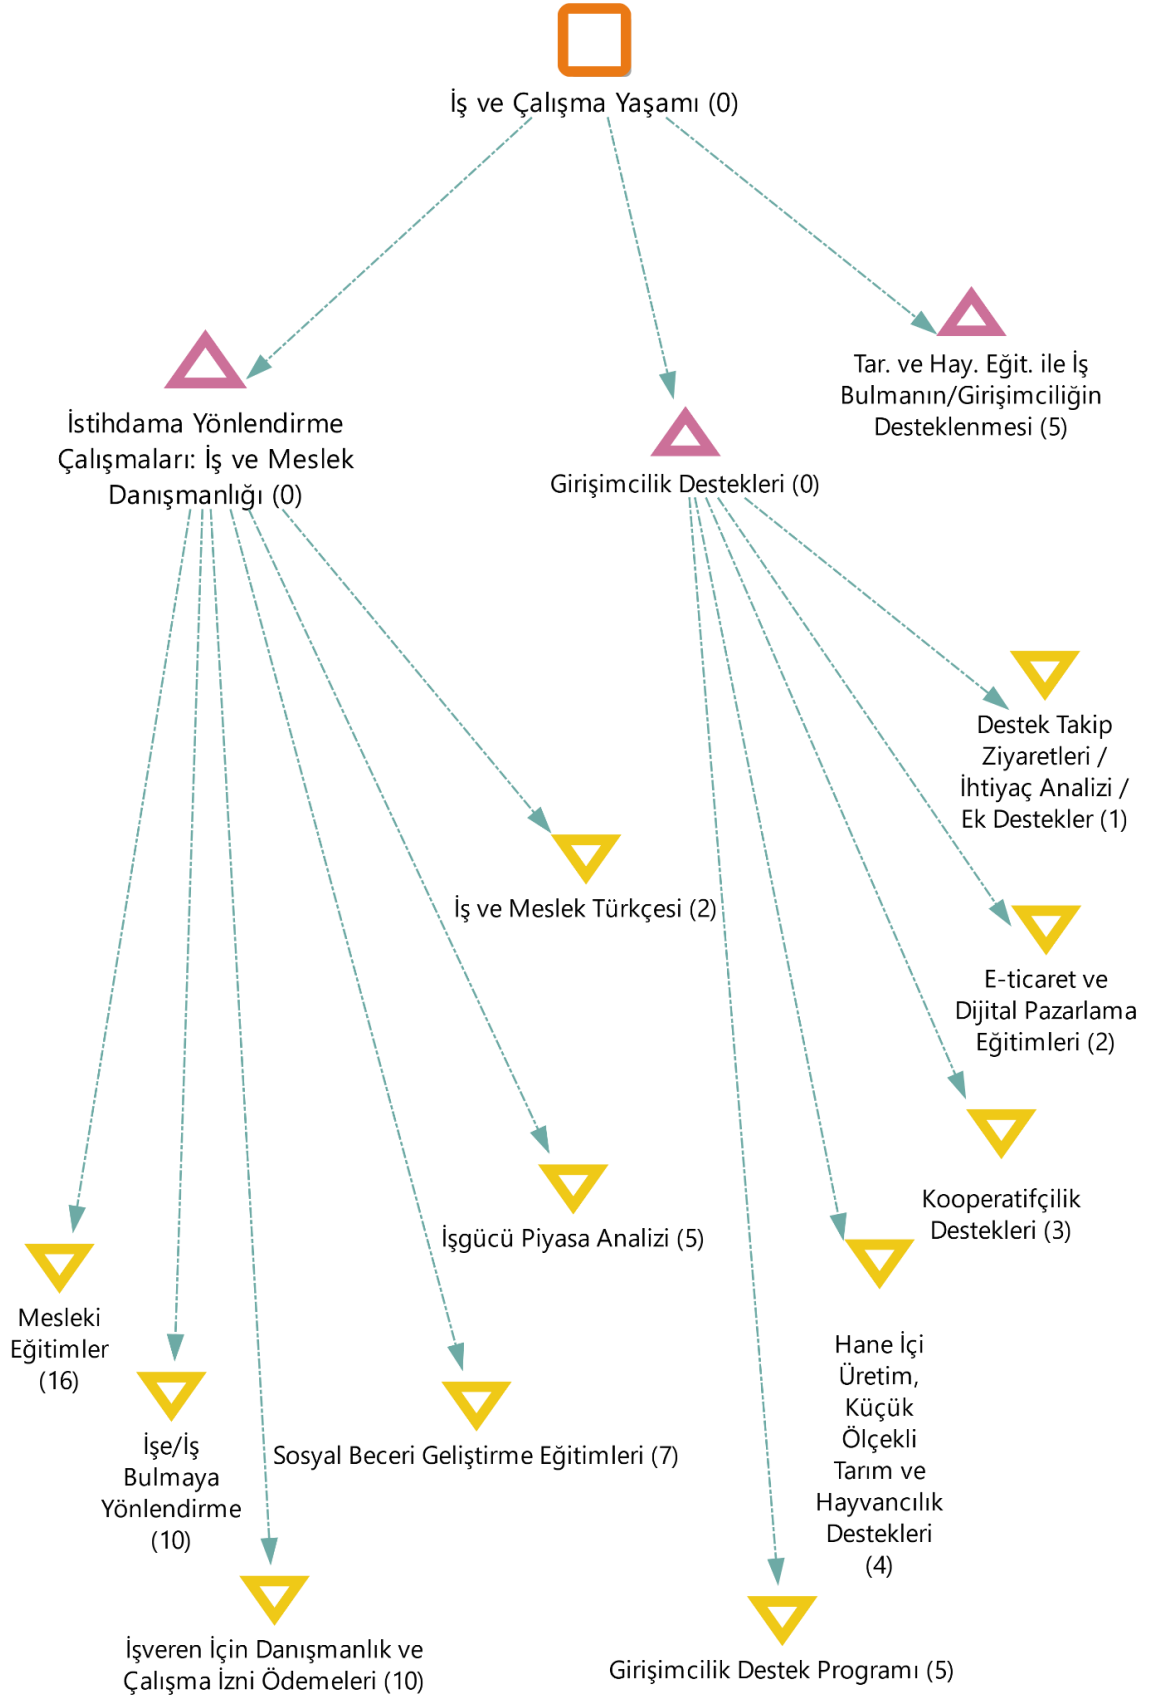 İş ve Çalışma Yaşamı (0)
Tar. ve Hay. Eğit. ile İş
Bulmanın/Girişimciliğin
Desteklenmesi (5)
İstihdama Yönlendirme
Çalışmaları: İş ve Meslek
Danışmanlığı (0)
Girişimcilik Destekleri (0)
Destek Takip
Ziyaretleri /
İhtiyaç Analizi /
Ek Destekler (1)
İş ve Meslek Türkçesi (2)
E-ticaret ve
Dijital Pazarlama
Eğitimleri (2)
Kooperatifçilik
Destekleri (3)
İşgücü Piyasa Analizi (5)
Mesleki
Eğitimler
(16)
Hane İçi
Üretim,
Küçük
Ölçekli
Tarım ve
Hayvancılık
Destekleri
(4)
İşe/İş
Bulmaya
Yönlendirme
(10)
Sosyal Beceri Geliştirme Eğitimleri (7)
İşveren İçin Danışmanlık ve
Çalışma İzni Ödemeleri (10)
Girişimcilik Destek Programı (5)